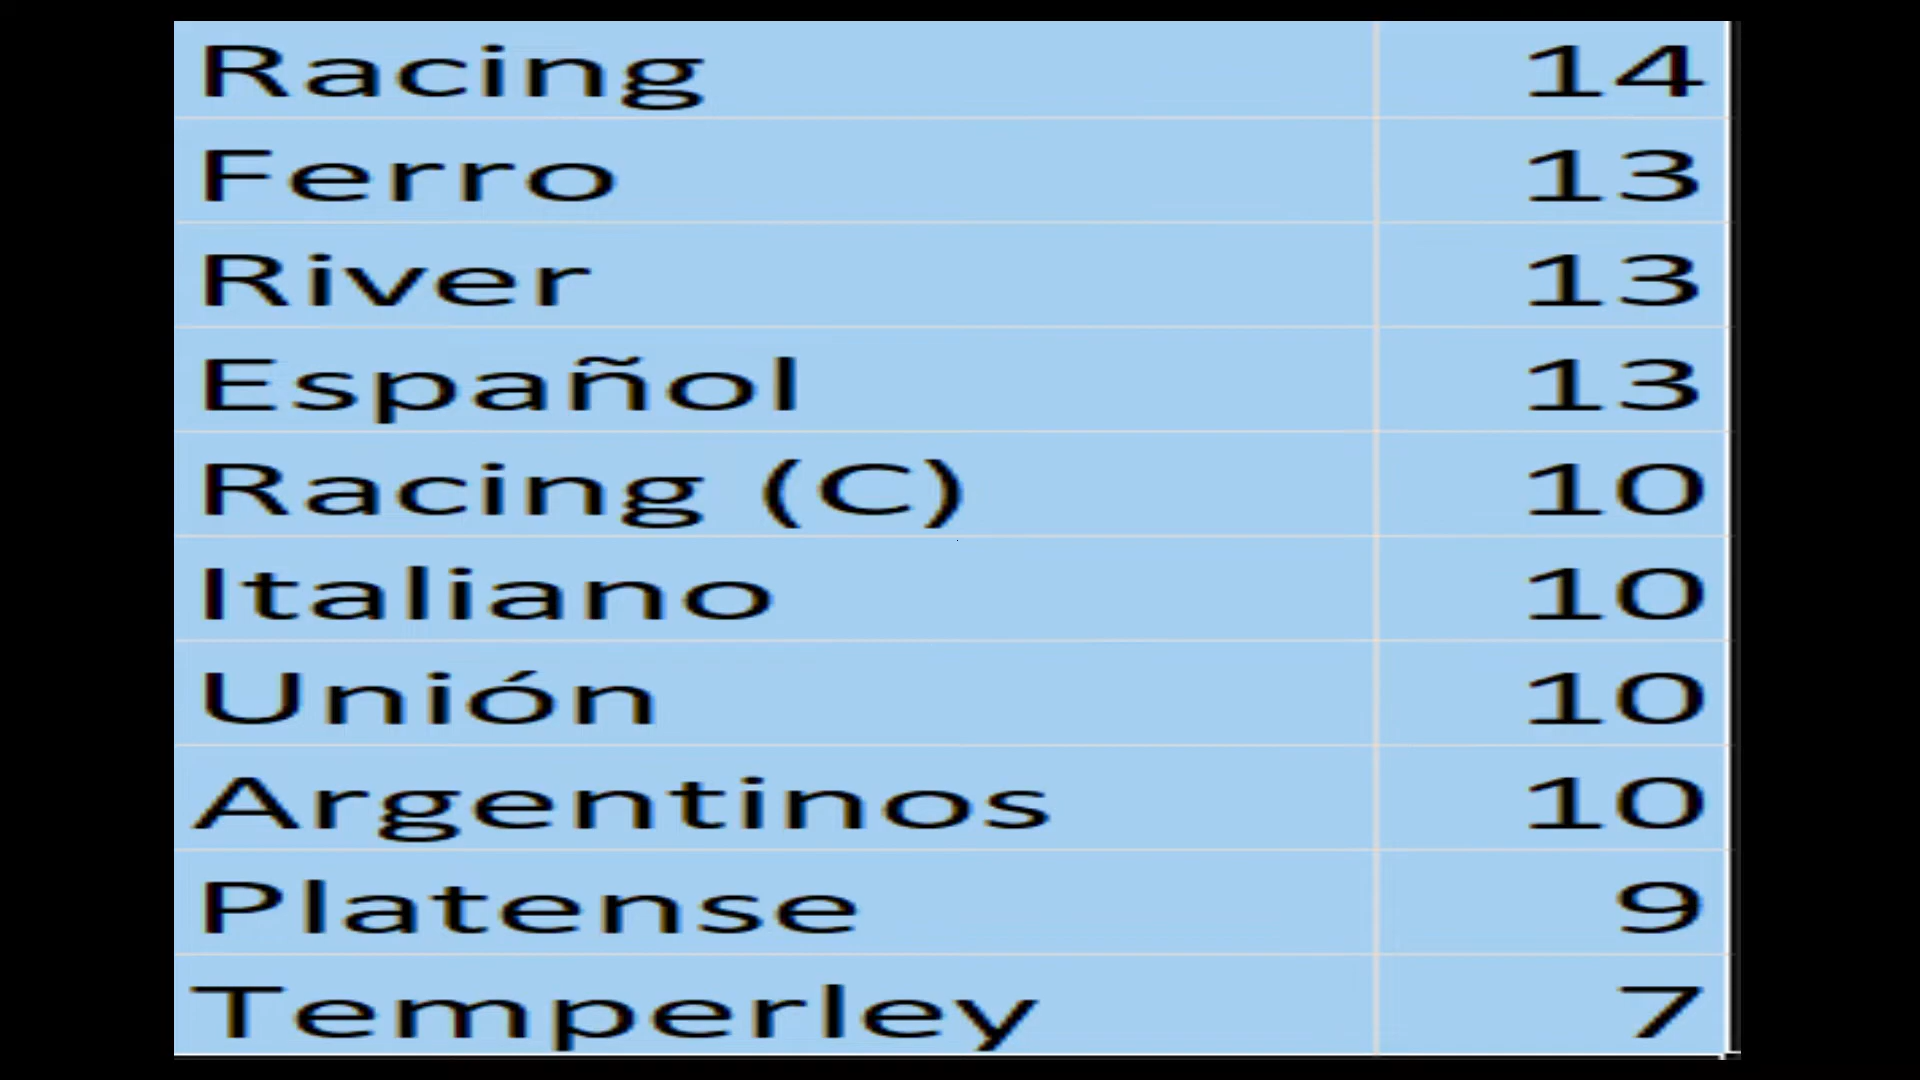 Racing 14
Ferro 13
River 13
Español 13
Racing (C) 10
Italiano 10
Unión 10
Argentinos 10
Platense 9
Temperley 7